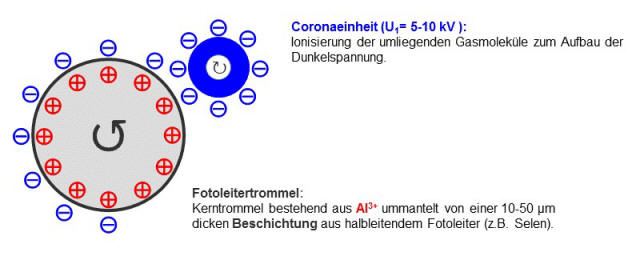 Coronaeinheit (U1= 5-10 kV ):
Ionisierung der umliegenden Gasmoleküle zum Aufbau der
Dunkelspannung.
Fotoleitertrommel:
Kerntrommel bestehend aus Al³⁺ ummantelt von einer 10-50 µm
dicken Beschichtung aus halbleitendem Fotoleiter (z.B. Selen).